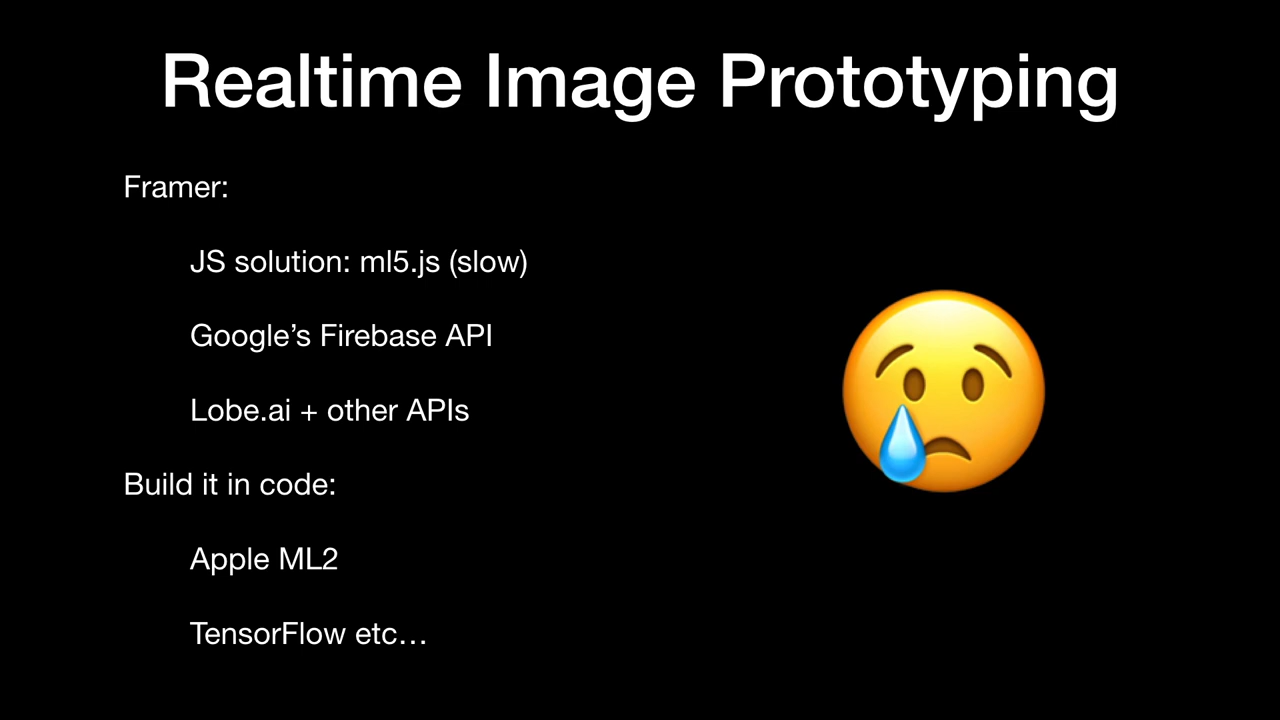 Realtime Image Prototyping
Framer:
JS solution: ml5.js (slow)
Google’s Firebase API
Lobe.ai + other APIs
Build it in code:
Apple ML2
TensorFlow etc…